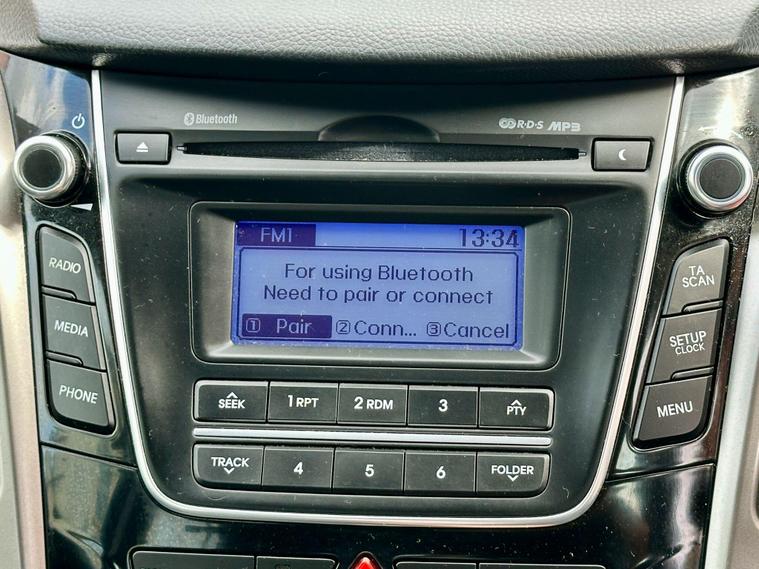 Bluetooth
R·D·S MP3
FM1 13:34
For using Bluetooth
Need to pair or connect
1 Pair 2 Conn... 3 Cancel
RADIO
MEDIA
PHONE
TA
SCAN
SETUP
CLOCK
MENU
SEEK 1 RPT 2 RDM 3 PTY
TRACK 4 5 6 FOLDER